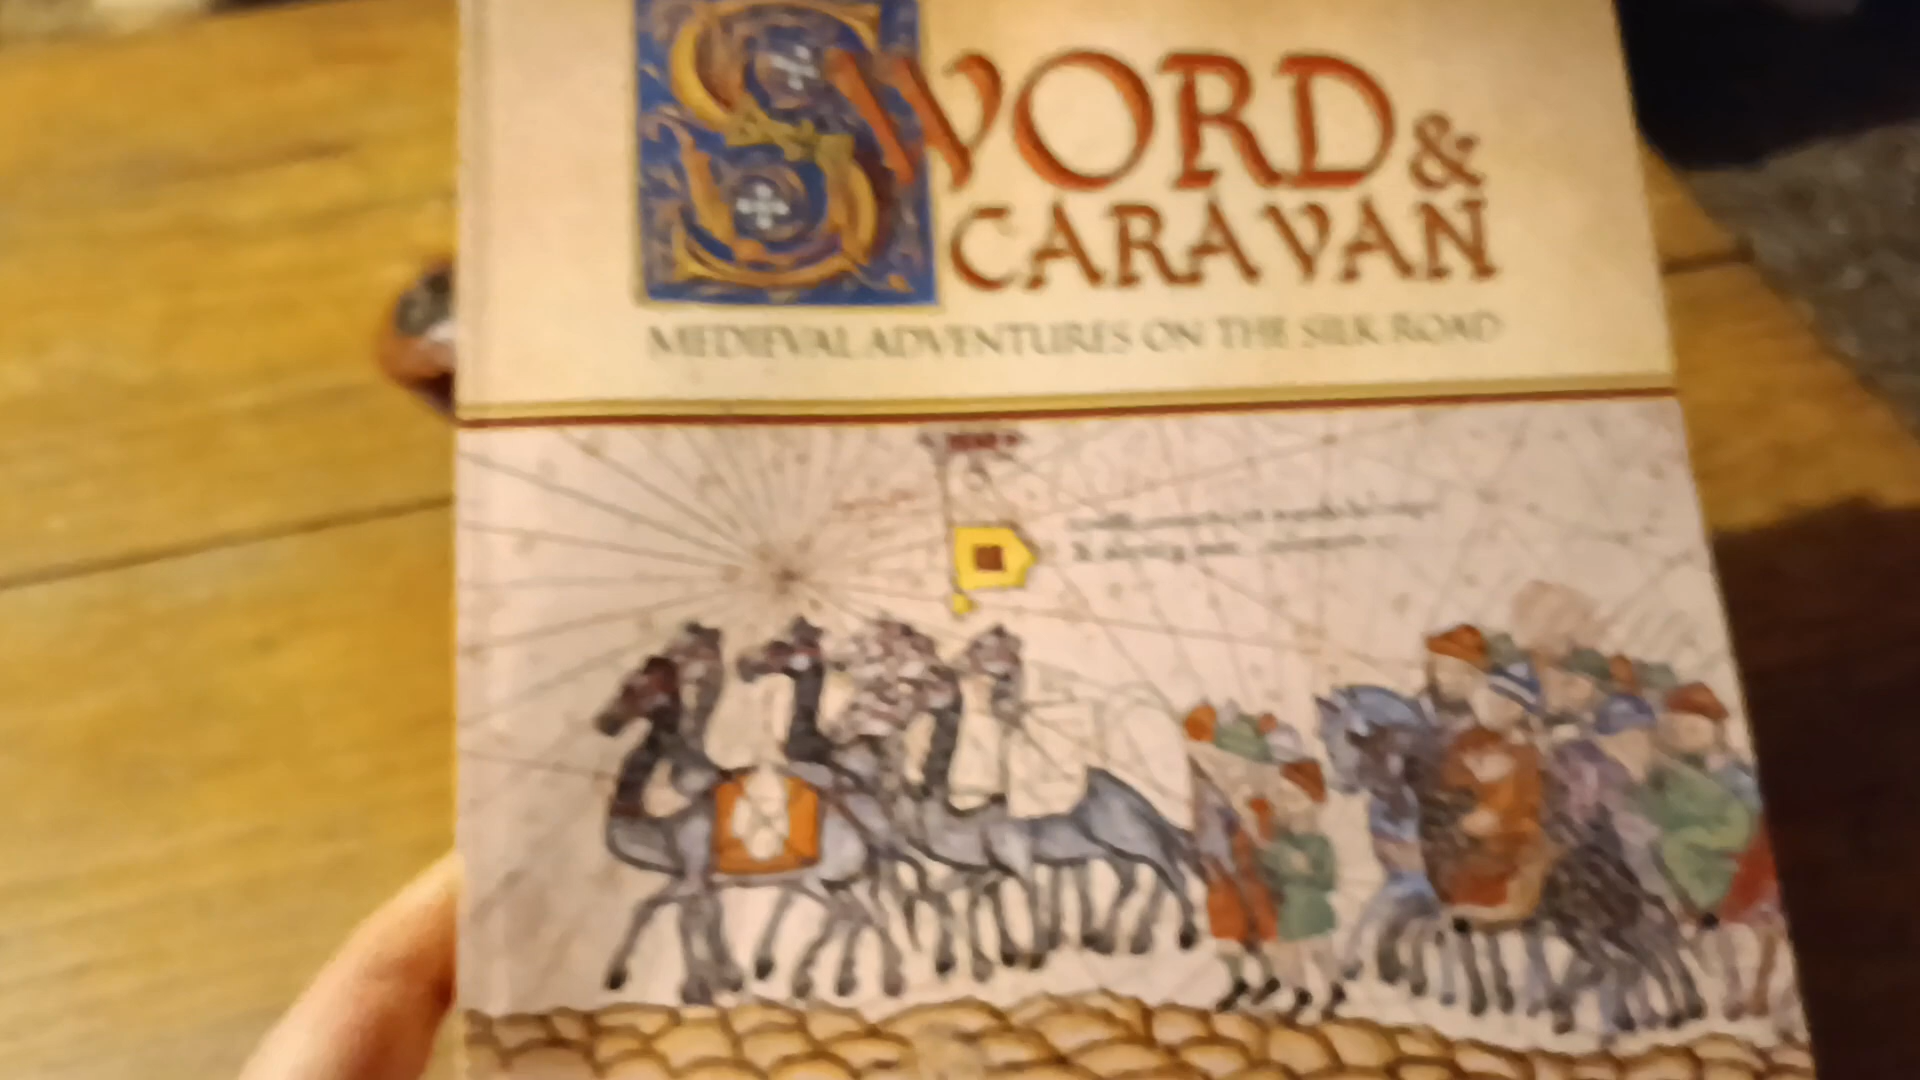 SWORD &
CARAVAN
MEDIEVAL ADVENTURES ON THE SILK ROAD